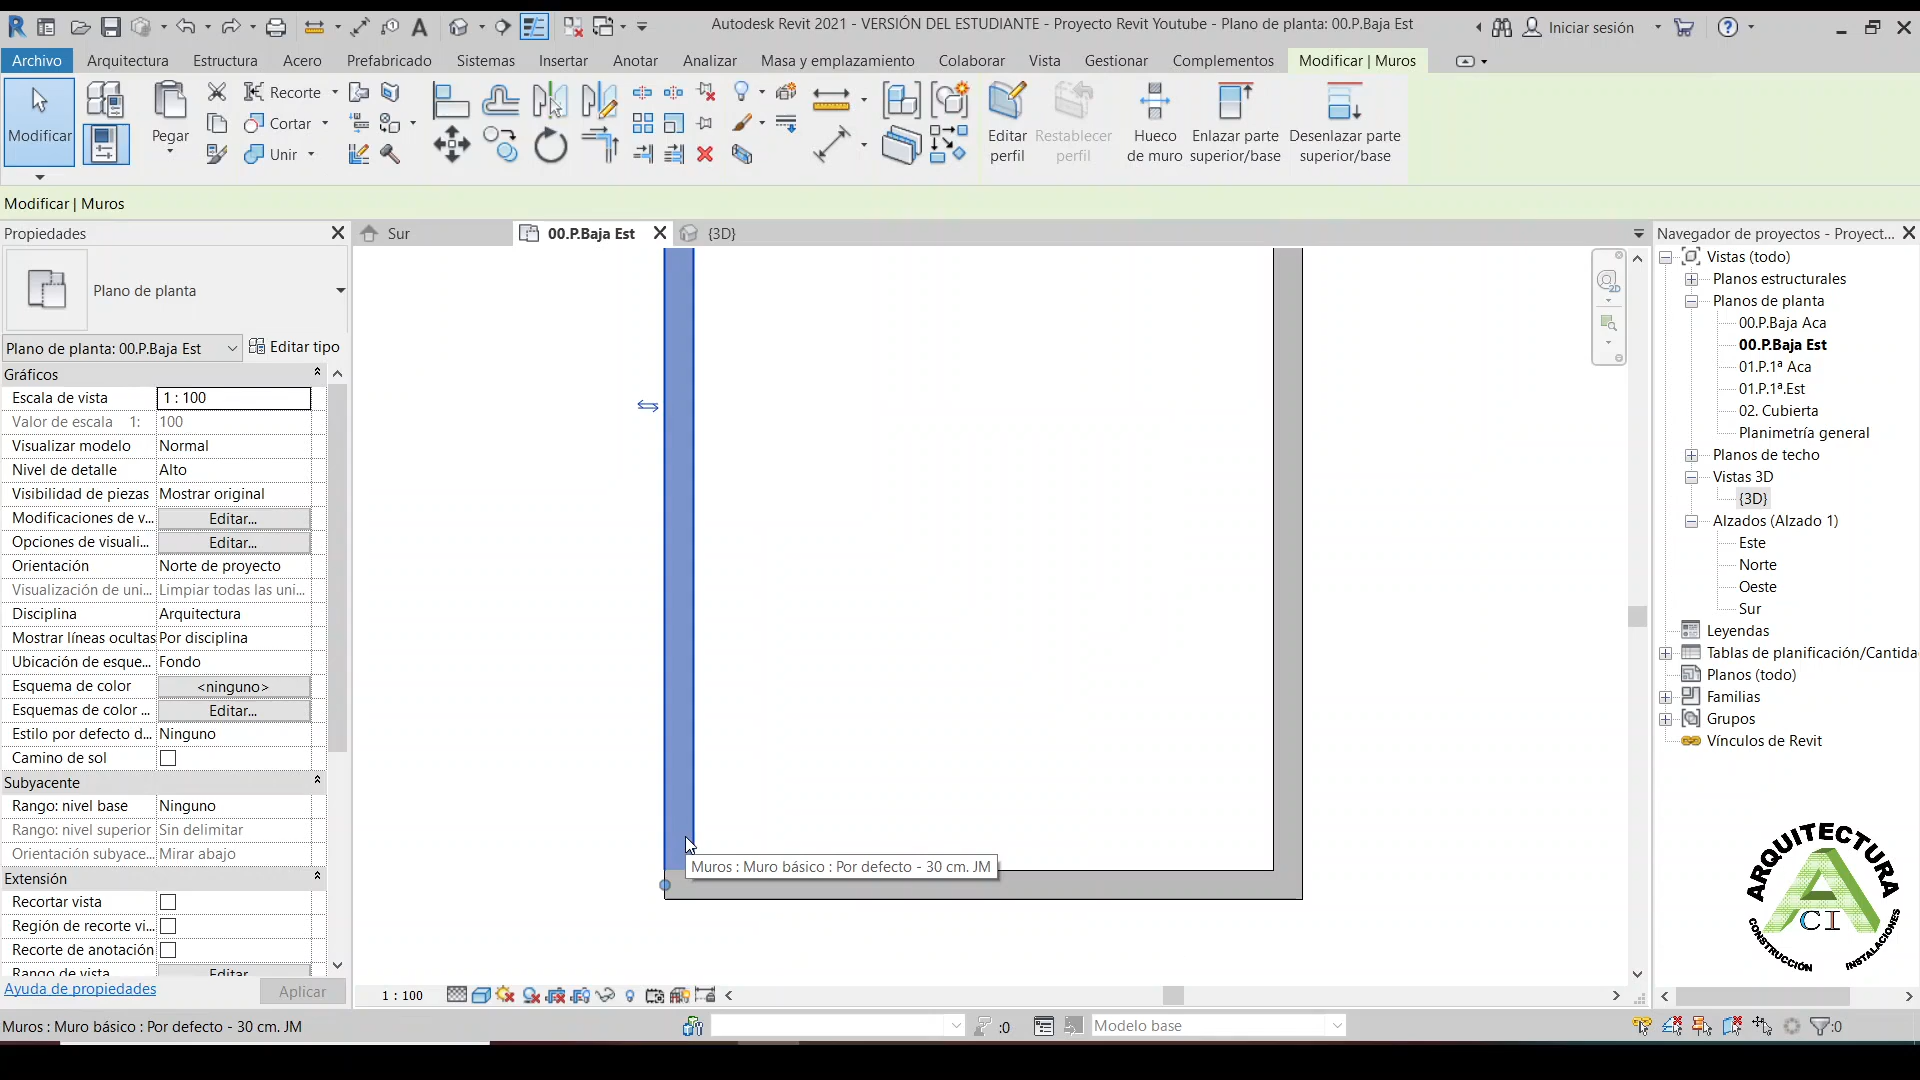 Autodesk Revit 2021 - VERSIÓN DEL ESTUDIANTE - Proyecto Revit Youtube - Plano de planta: 00.P.Baja Est
Iniciar sesión
Archivo Arquitectura Estructura Acero Prefabricado Sistemas Insertar Anotar Analizar Masa y emplazamiento Colaborar Vista Gestionar Complementos Modificar | Muros
Modificar
Pegar
Recorte
Cortar
Unir
Editar perfil
Restablecer perfil
Hueco de muro
Enlazar parte superior/base
Desenlazar parte superior/base
Modificar | Muros
Propiedades
Sur
00.P.Baja Est
{3D}
Plano de planta
Plano de planta: 00.P.Baja Est
Editar tipo
Gráficos
Escala de vista 1 : 100
Valor de escala 1: 100
Visualizar modelo Normal
Nivel de detalle Alto
Visibilidad de piezas Mostrar original
Modificaciones de v... Editar...
Opciones de visuali... Editar...
Orientación Norte de proyecto
Visualización de uni... Limpiar todas las uni...
Disciplina Arquitectura
Mostrar líneas ocultas Por disciplina
Ubicación de esque... Fondo
Esquema de color <ninguno>
Esquemas de color ... Editar...
Estilo por defecto d... Ninguno
Camino de sol
Subyacente
Rango: nivel base Ninguno
Rango: nivel superior Sin delimitar
Orientación subyace... Mirar abajo
Extensión
Recortar vista
Región de recorte vi...
Recorte de anotación
Rango de vista Editar...
Ayuda de propiedades
Aplicar
Muros : Muro básico : Por defecto - 30 cm. JM
1 : 100
Navegador de proyectos - Proyect...
Vistas (todo)
Planos estructurales
Planos de planta
00.P.Baja Aca
00.P.Baja Est
01.P.1ª Aca
01.P.1ª.Est
02. Cubierta
Planimetría general
Planos de techo
Vistas 3D
{3D}
Alzados (Alzado 1)
Este
Norte
Oeste
Sur
Leyendas
Tablas de planificación/Cantida
Planos (todo)
Familias
Grupos
Vínculos de Revit
ARQUITECTURA
CI
CONSTRUCCIÓN
INSTALACIONES
Muros : Muro básico : Por defecto - 30 cm. JM
:0
Modelo base
:0